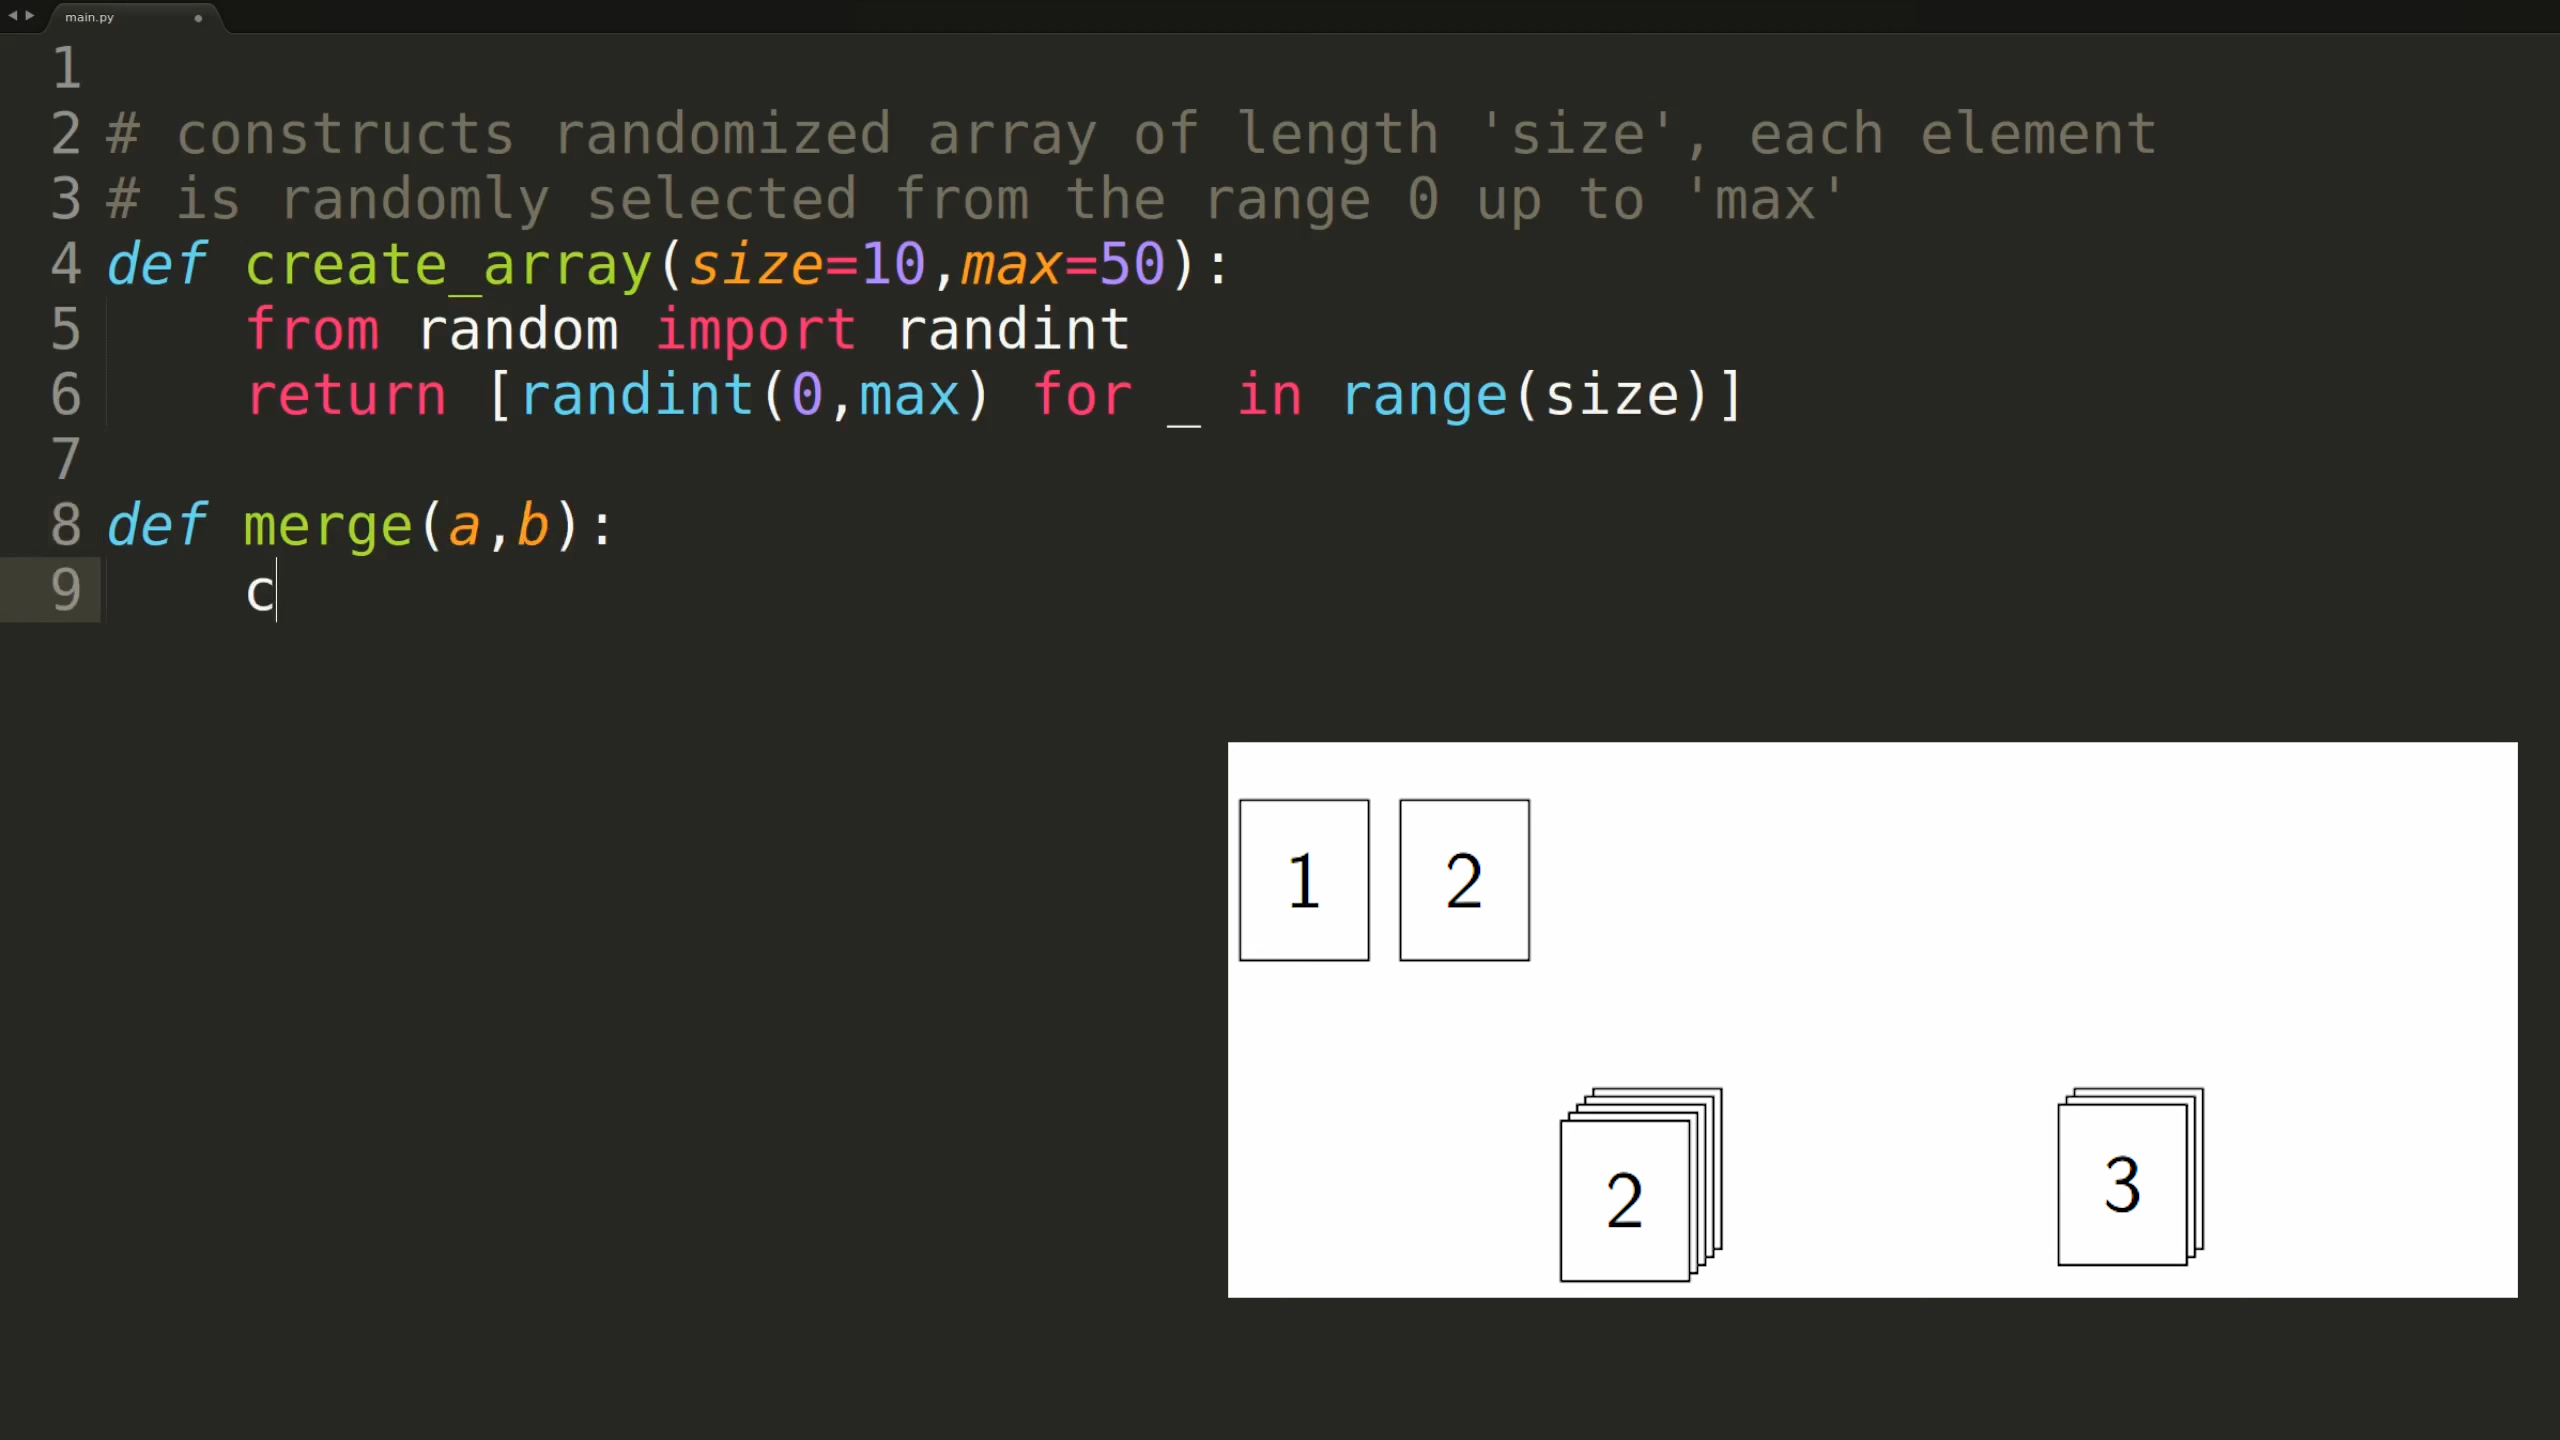 main.py
1
2 # constructs randomized array of length 'size', each element
3 # is randomly selected from the range 0 up to 'max'
4 def create_array(size=10,max=50):
5     from random import randint
6     return [randint(0,max) for _ in range(size)]
7
8 def merge(a,b):
9     c
1 2
2 3